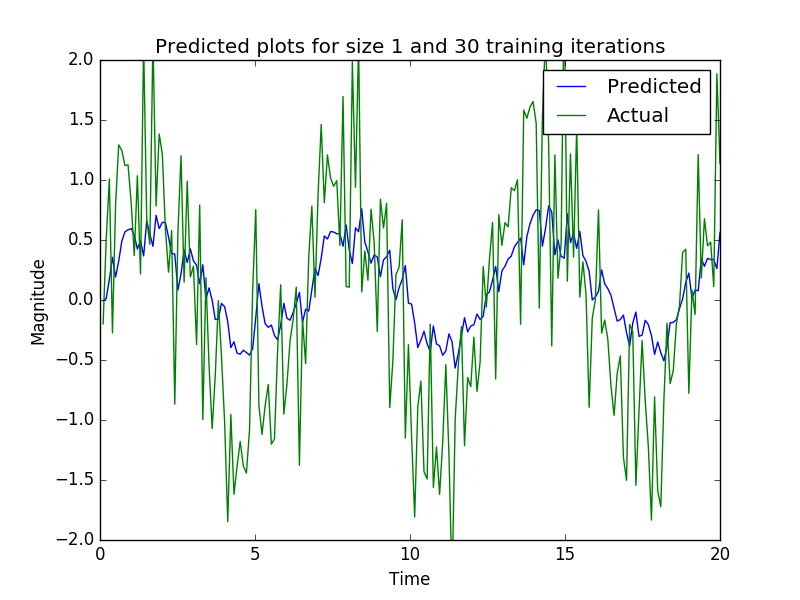 Predicted plots for size 1 and 30 training iterations
2.0
Predicted
Actual
1.5
1.0
0.5
Magnitude
0.0
−0.5
−1.0
−1.5
−2.0
0 5 10 15 20
Time